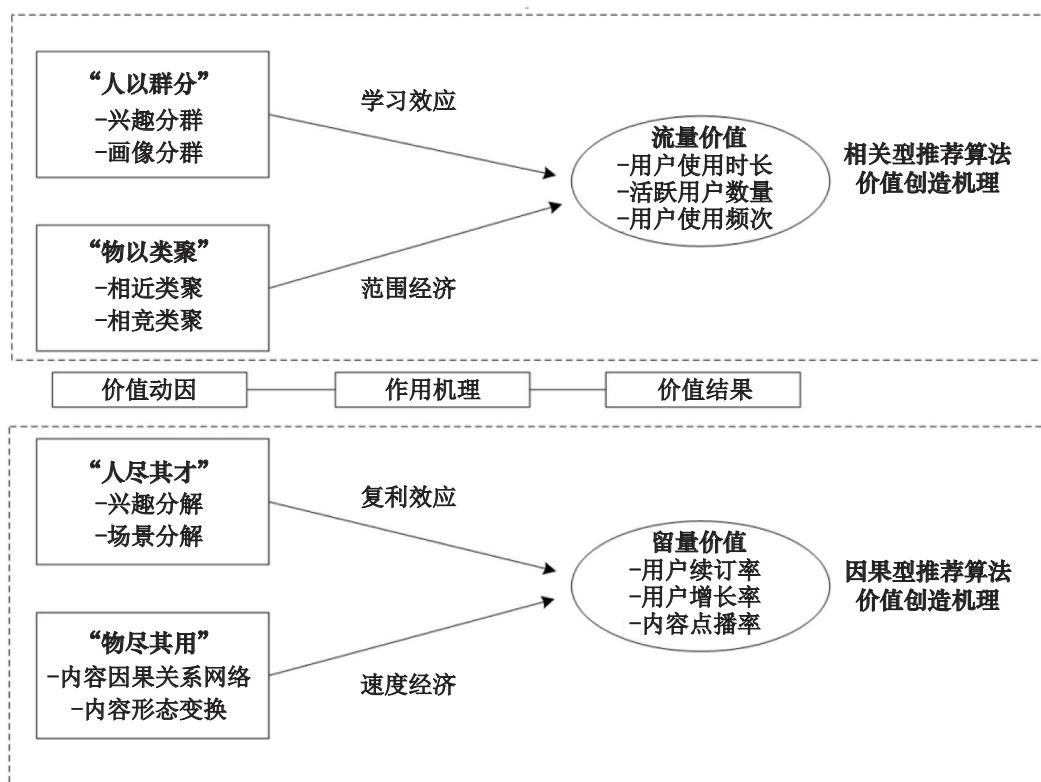 “人以群分”
-兴趣分群
-画像分群
学习效应
流量价值
-用户使用时长
-活跃用户数量
-用户使用频次
相关型推荐算法
价值创造机理
“物以类聚”
-相近类聚
-相竞类聚
范围经济
价值动因
作用机理
价值结果
“人尽其才”
-兴趣分解
-场景分解
复利效应
留量价值
-用户续订率
-用户增长率
-内容点播率
因果型推荐算法
价值创造机理
“物尽其用”
-内容因果关系网络
-内容形态变换
速度经济